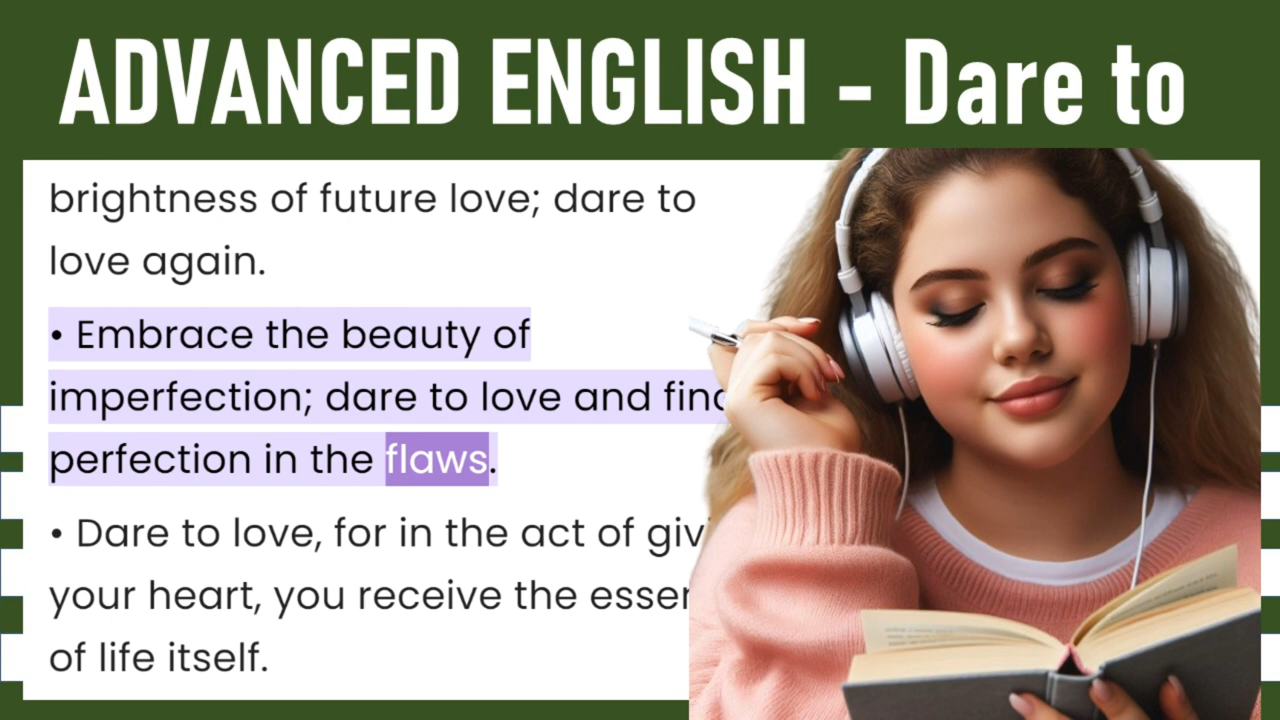 ADVANCED ENGLISH - Dare to
brightness of future love; dare to
love again.
• Embrace the beauty of
imperfection; dare to love and find
perfection in the flaws.
• Dare to love, for in the act of
your heart, you receive the
of life itself.